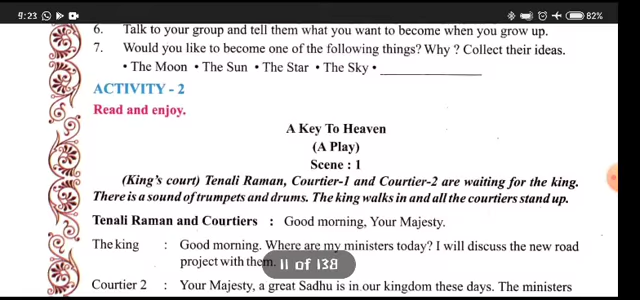 9:23
82%
6. Talk to your group and tell them what you want to become when you grow up.
7. Would you like to become one of the following things? Why ? Collect their ideas.
• The Moon • The Sun • The Star • The Sky • ____________
ACTIVITY - 2
Read and enjoy.
A Key To Heaven
(A Play)
Scene : 1
(King's court) Tenali Raman, Courtier-1 and Courtier-2 are waiting for the king.
There is a sound of trumpets and drums. The king walks in and all the courtiers stand up.
Tenali Raman and Courtiers : Good morning, Your Majesty.
The king : Good morning. Where are my ministers today? I will discuss the new road
project with them.
11 of 138
Courtier 2 : Your Majesty, a great Sadhu is in our kingdom these days. The ministers